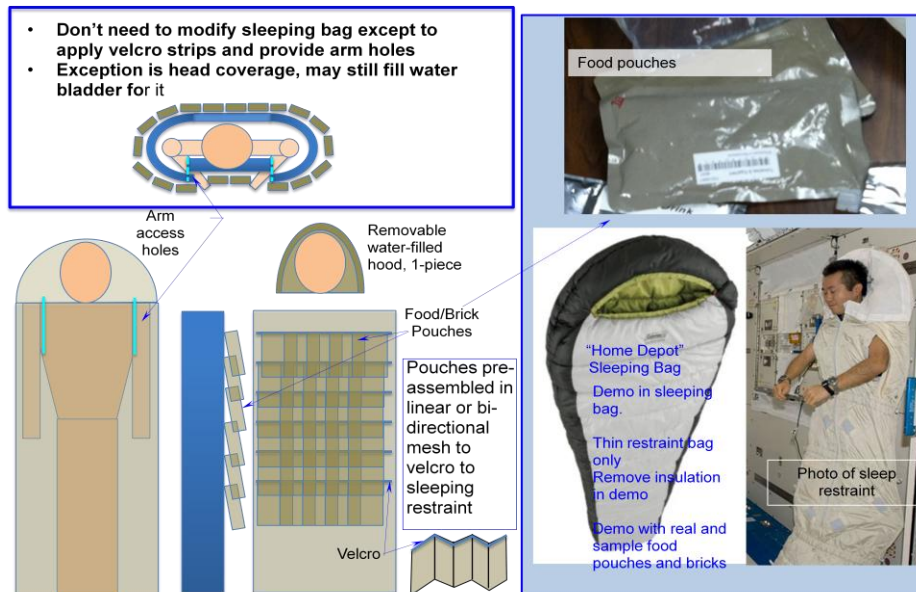 • Don't need to modify sleeping bag except to
apply velcro strips and provide arm holes
• Exception is head coverage, may still fill water
bladder for it
Arm
access
holes
Removable
water-filled
hood, 1-piece
Food/Brick
Pouches
Pouches pre-
assembled in
linear or bi-
directional
mesh to
velcro to
sleeping
restraint
Velcro
Food pouches
"Home Depot"
Sleeping Bag
Demo in sleeping
bag.
Thin restraint bag
only
Remove insulation
in demo
Demo with real and
sample food
pouches and bricks
Photo of sleep
restraint